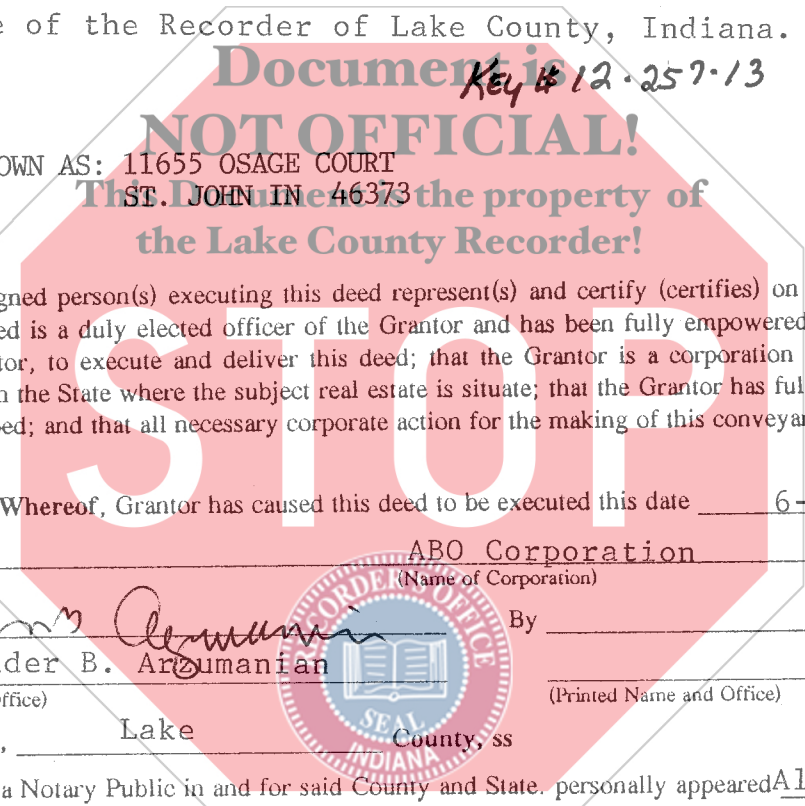 e of the Recorder of Lake County, Indiana.
Document is
Key # 12-257-13
NOT OFFICIAL!
OWN AS: 11655 OSAGE COURT
ST. JOHN IN 46373
This Document is the property of
the Lake County Recorder!
gned person(s) executing this deed represent(s) and certify (certifies) on
ed is a duly elected officer of the Grantor and has been fully empowered
tor, to execute and deliver this deed; that the Grantor is a corporation
n the State where the subject real estate is situate; that the Grantor has ful
ed; and that all necessary corporate action for the making of this conveyan
STOP
Whereof, Grantor has caused this deed to be executed this date 6-
ABO Corporation
(Name of Corporation)
By
der B. Arzumanian
ffice)
(Printed Name and Office)
RECORDER'S OFFICE
SEAL
INDIANA
, Lake County, ss
a Notary Public in and for said County and State, personally appeared Al